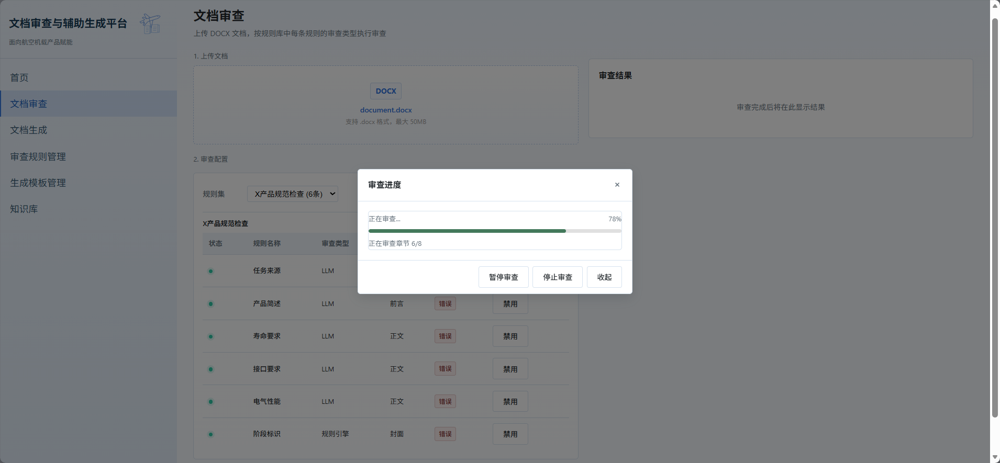 文档审查与辅助生成平台
面向航空机载产品赋能
首页
文档审查
文档生成
审查规则管理
生成模板管理
知识库
文档审查
上传 DOCX 文档，按规则库中每条规则的审查类型执行审查
1. 上传文档
DOCX
document.docx
支持 .docx 格式，最大 50MB
审查结果
审查完成后将在此显示结果
2. 审查配置
规则集 X产品规范检查 (6条)
X产品规范检查
状态 规则名称 审查类型
任务来源 LLM
产品简述 LLM 前言 错误 禁用
寿命要求 LLM 正文 错误 禁用
接口要求 LLM 正文 错误 禁用
电气性能 LLM 正文 错误 禁用
阶段标识 规则引擎 封面 错误 禁用
审查进度 ×
正在审查... 78%
正在审查章节 6/8
暂停审查 停止审查 收起